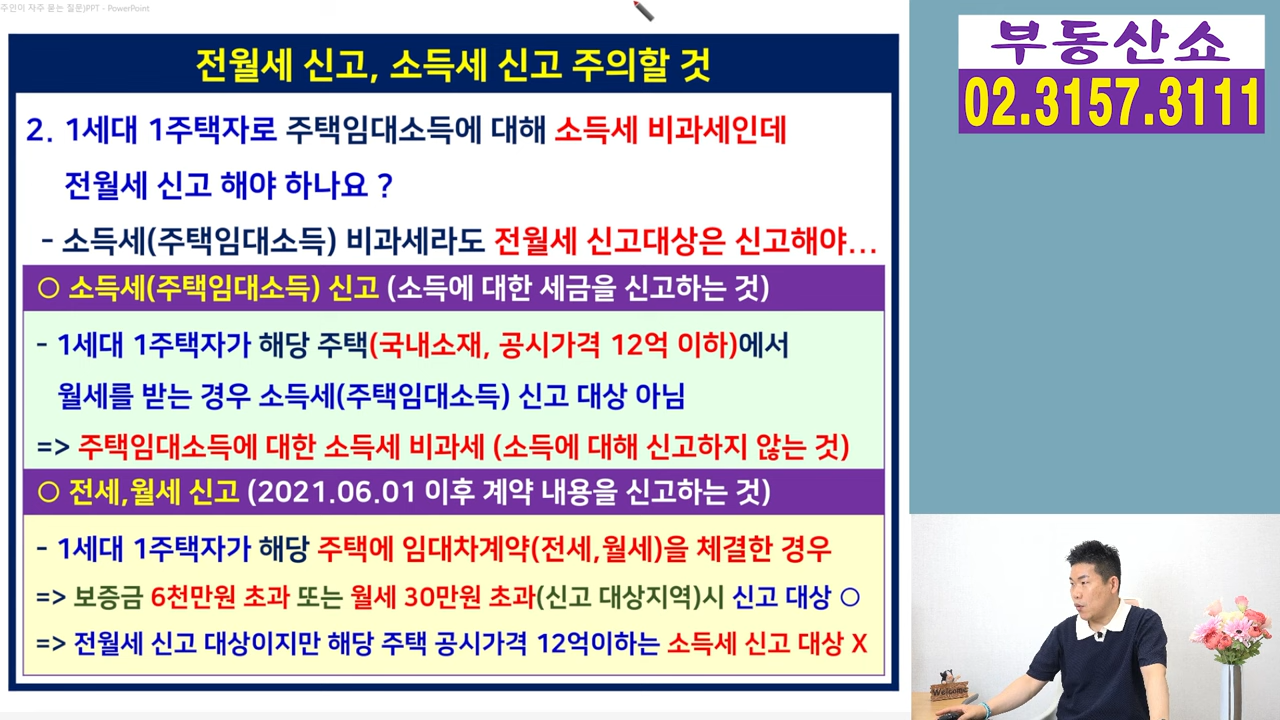 주인이 자주 묻는 질문)PPT - PowerPoint
전월세 신고, 소득세 신고 주의할 것
2. 1세대 1주택자로 주택임대소득에 대해 소득세 비과세인데
전월세 신고 해야 하나요 ?
- 소득세(주택임대소득) 비과세라도 전월세 신고대상은 신고해야...
○ 소득세(주택임대소득) 신고 (소득에 대한 세금을 신고하는 것)
- 1세대 1주택자가 해당 주택(국내소재, 공시가격 12억 이하)에서
월세를 받는 경우 소득세(주택임대소득) 신고 대상 아님
=> 주택임대소득에 대한 소득세 비과세 (소득에 대해 신고하지 않는 것)
○ 전세,월세 신고 (2021.06.01 이후 계약 내용을 신고하는 것)
- 1세대 1주택자가 해당 주택에 임대차계약(전세,월세)을 체결한 경우
=> 보증금 6천만원 초과 또는 월세 30만원 초과(신고 대상지역)시 신고 대상 ○
=> 전월세 신고 대상이지만 해당 주택 공시가격 12억이하는 소득세 신고 대상 X
부동산쇼
02.3157.3111
Welcome